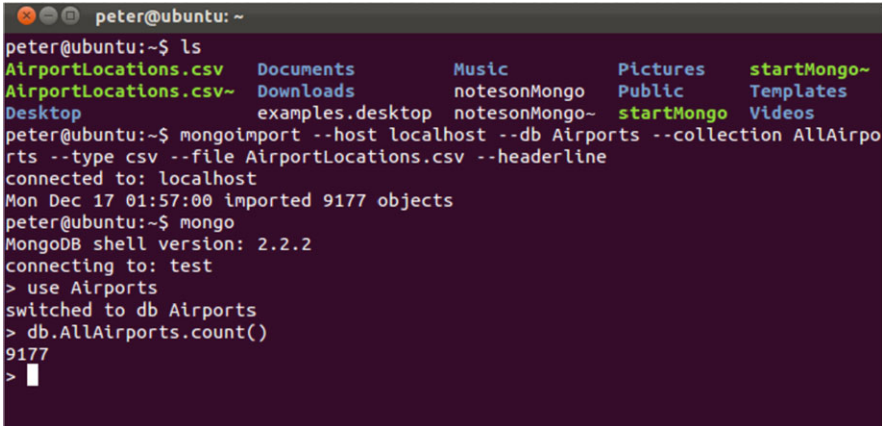 peter@ubuntu: ~
peter@ubuntu:~$ ls
AirportLocations.csv Documents Music Pictures startMongo~
AirportLocations.csv~ Downloads notesonMongo Public Templates
Desktop examples.desktop notesonMongo~ startMongo Videos
peter@ubuntu:~$ mongoimport --host localhost --db Airports --collection AllAirpo
rts --type csv --file AirportLocations.csv --headerline
connected to: localhost
Mon Dec 17 01:57:00 imported 9177 objects
peter@ubuntu:~$ mongo
MongoDB shell version: 2.2.2
connecting to: test
> use Airports
switched to db Airports
> db.AllAirports.count()
9177
>